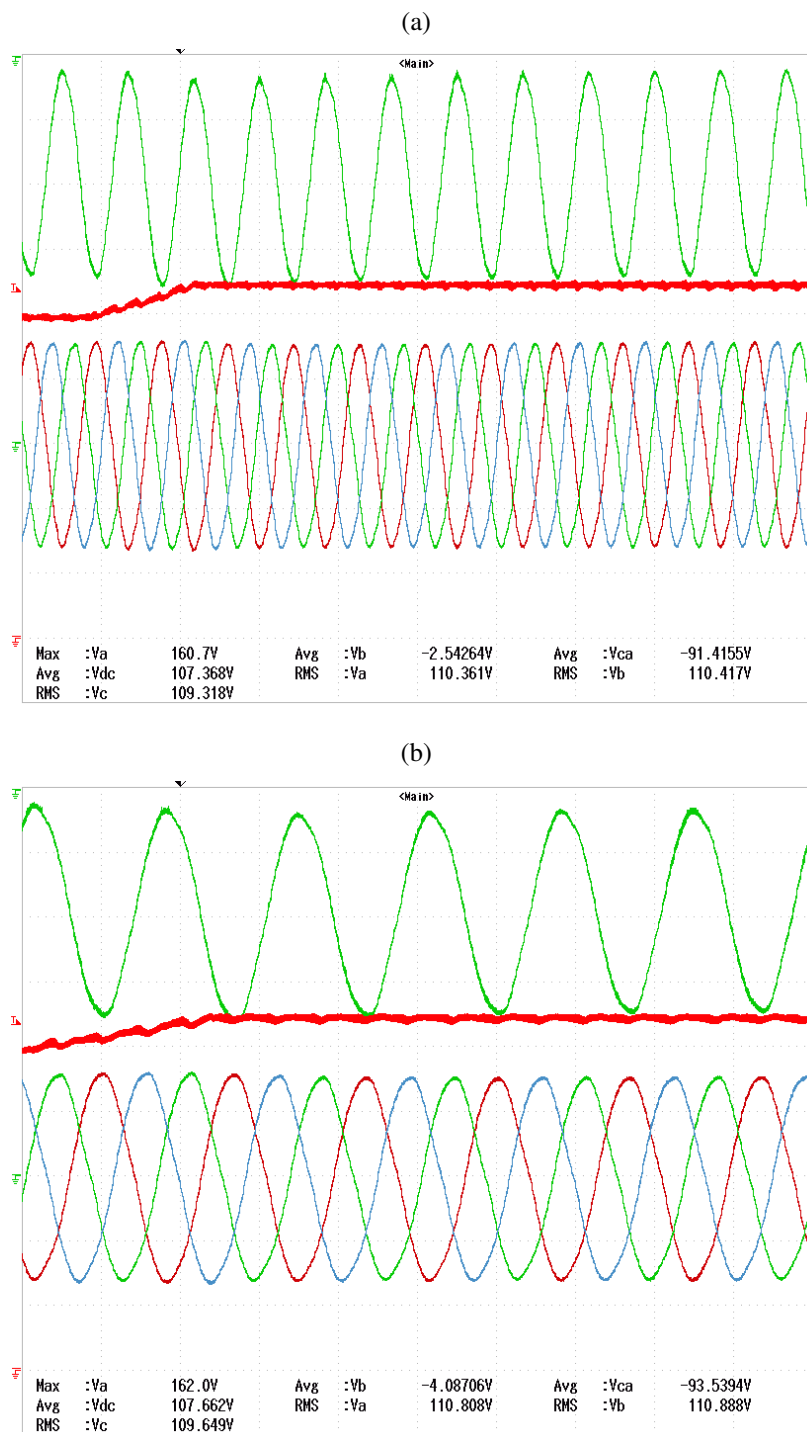 (a)
<Main>
Max :Va 160.7V Avg :Vb -2.54264V Avg :Vca -91.4155V
Avg :Vdc 107.368V RMS :Va 110.361V RMS :Vb 110.417V
RMS :Vc 109.318V
(b)
<Main>
Max :Va 162.0V Avg :Vb -4.08706V Avg :Vca -93.5394V
Avg :Vdc 107.662V RMS :Va 110.808V RMS :Vb 110.888V
RMS :Vc 109.649V